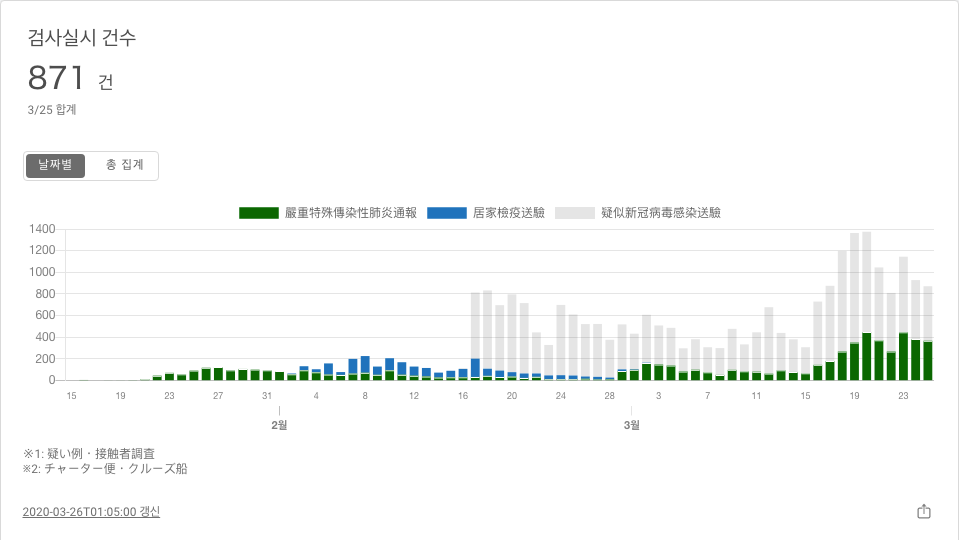 검사실시 건수
871 건
3/25 합계
날짜별 총 집계
嚴重特殊傳染性肺炎通報 居家檢疫送驗 疑似新冠病毒感染送驗
1400
1200
1000
800
600
400
200
0
15 19 23 27 31 4 8 12 16 20 24 28 3 7 11 15 19 23
2월 3월
※1: 疑い例・接触者調査
※2: チャーター便・クルーズ船
2020-03-26T01:05:00 갱신